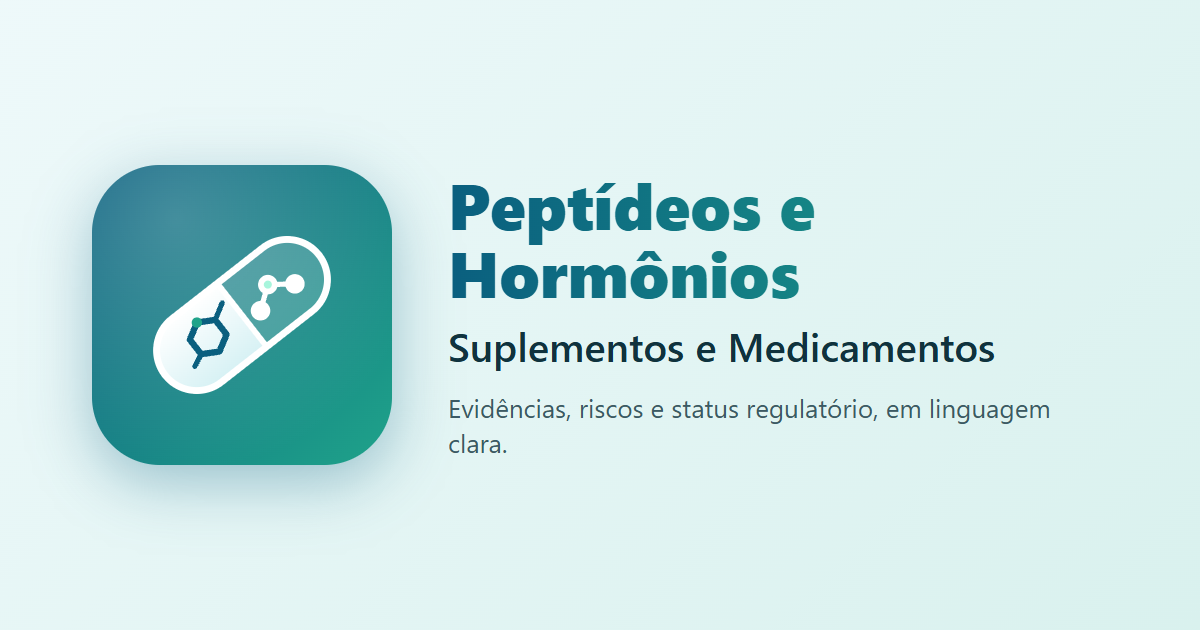 Peptídeos e
Hormônios
Suplementos e Medicamentos
Evidências, riscos e status regulatório, em linguagem
clara.